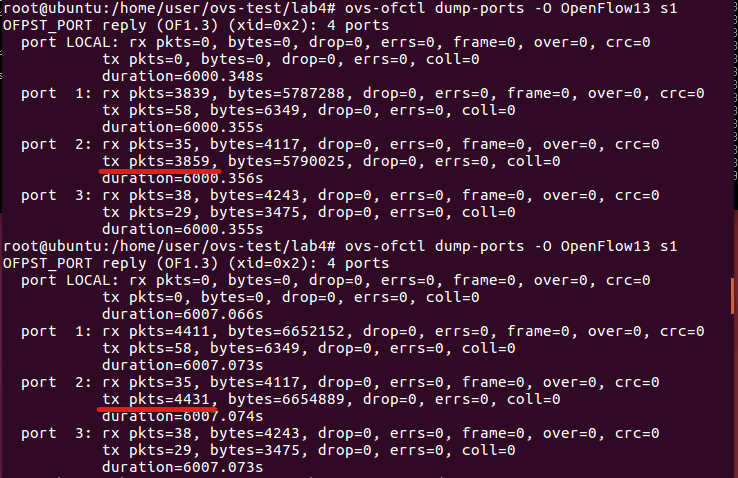 root@ubuntu:/home/user/ovs-test/lab4# ovs-ofctl dump-ports -O OpenFlow13 s1
OFPST_PORT reply (OF1.3) (xid=0x2): 4 ports
  port LOCAL: rx pkts=0, bytes=0, drop=0, errs=0, frame=0, over=0, crc=0
           tx pkts=0, bytes=0, drop=0, errs=0, coll=0
           duration=6000.348s
  port  1: rx pkts=3839, bytes=5787288, drop=0, errs=0, frame=0, over=0, crc=0
           tx pkts=58, bytes=6349, drop=0, errs=0, coll=0
           duration=6000.355s
  port  2: rx pkts=35, bytes=4117, drop=0, errs=0, frame=0, over=0, crc=0
           tx pkts=3859, bytes=5790025, drop=0, errs=0, coll=0
           duration=6000.356s
  port  3: rx pkts=38, bytes=4243, drop=0, errs=0, frame=0, over=0, crc=0
           tx pkts=29, bytes=3475, drop=0, errs=0, coll=0
           duration=6000.355s
root@ubuntu:/home/user/ovs-test/lab4# ovs-ofctl dump-ports -O OpenFlow13 s1
OFPST_PORT reply (OF1.3) (xid=0x2): 4 ports
  port LOCAL: rx pkts=0, bytes=0, drop=0, errs=0, frame=0, over=0, crc=0
           tx pkts=0, bytes=0, drop=0, errs=0, coll=0
           duration=6007.066s
  port  1: rx pkts=4411, bytes=6652152, drop=0, errs=0, frame=0, over=0, crc=0
           tx pkts=58, bytes=6349, drop=0, errs=0, coll=0
           duration=6007.073s
  port  2: rx pkts=35, bytes=4117, drop=0, errs=0, frame=0, over=0, crc=0
           tx pkts=4431, bytes=6654889, drop=0, errs=0, coll=0
           duration=6007.074s
  port  3: rx pkts=38, bytes=4243, drop=0, errs=0, frame=0, over=0, crc=0
           tx pkts=29, bytes=3475, drop=0, errs=0, coll=0
           duration=6007.073s